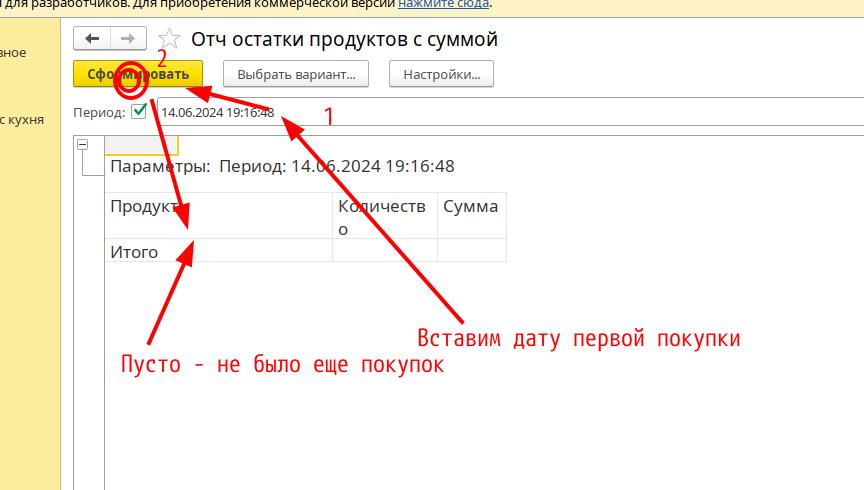 для разработчиков. Для приобретения коммерческой версии нажмите сюда.
вное
с кухня
Отч остатки продуктов с суммой
2
Сформировать Выбрать вариант... Настройки...
Период: 14.06.2024 19:16:48
1
Параметры: Период: 14.06.2024 19:16:48
Продукт Количеств Сумма
о
Итого
Вставим дату первой покупки
Пусто - не было еще покупок